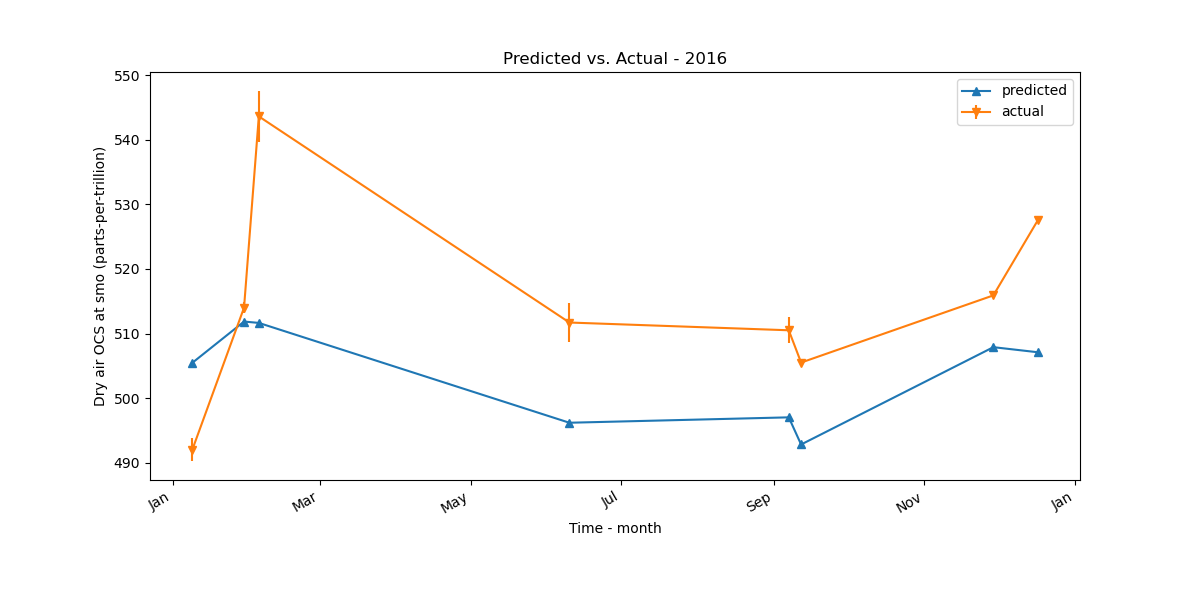 Predicted vs. Actual - 2016
predicted
actual
Dry air OCS at smo (parts-per-trillion)
550
540
530
520
510
500
490
Jan
Mar
May
Jul
Sep
Nov
Jan
Time - month